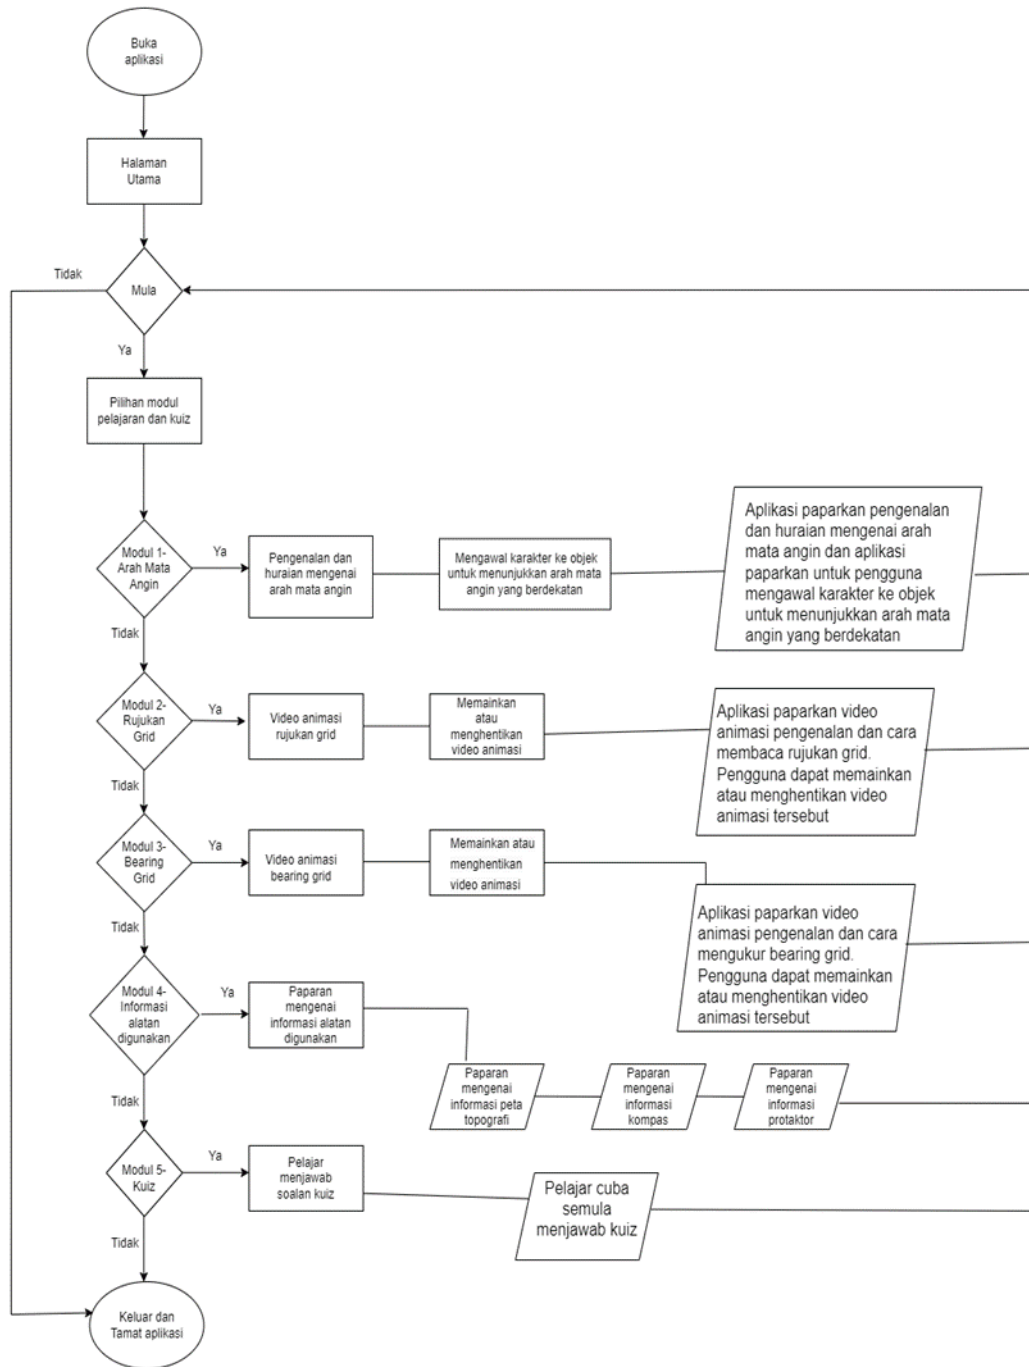 Buka
aplikasi
Halaman
Utama
Tidak
Mula
Ya
Pilihan modul
pelajaran dan kuiz
Modul 1-
Arah Mata
Angin
Ya
Pengenalan dan
huraian mengenai
arah mata angin
Mengawal karakter ke objek
untuk menunjukkan arah mata
angin yang berdekatan
Aplikasi paparkan pengenalan
dan huraian mengenai arah
mata angin dan aplikasi
paparkan untuk pengguna
mengawal karakter ke objek
untuk menunjukkan arah mata
angin yang berdekatan
Tidak
Modul 2-
Rujukan
Grid
Ya
Video animasi
rujukan grid
Memainkan
atau
menghentikan
video animasi
Aplikasi paparkan video
animasi pengenalan dan cara
membaca rujukan grid.
Pengguna dapat memainkan
atau menghentikan video
animasi tersebut
Tidak
Modul 3-
Bearing
Grid
Ya
Video animasi
bearing grid
Memainkan atau
menghentikan
video animasi
Aplikasi paparkan video
animasi pengenalan dan cara
mengukur bearing grid.
Pengguna dapat memainkan
atau menghentikan video
animasi tersebut
Tidak
Modul 4-
Informasi
alatan
digunakan
Ya
Paparan
mengenai
informasi alatan
digunakan
Paparan
mengenai
informasi peta
topografi
Paparan
mengenai
informasi
kompas
Paparan
mengenai
informasi
protaktor
Tidak
Modul 5-
Kuiz
Ya
Pelajar
menjawab
soalan kuiz
Pelajar cuba
semula
menjawab kuiz
Tidak
Keluar dan
Tamat aplikasi